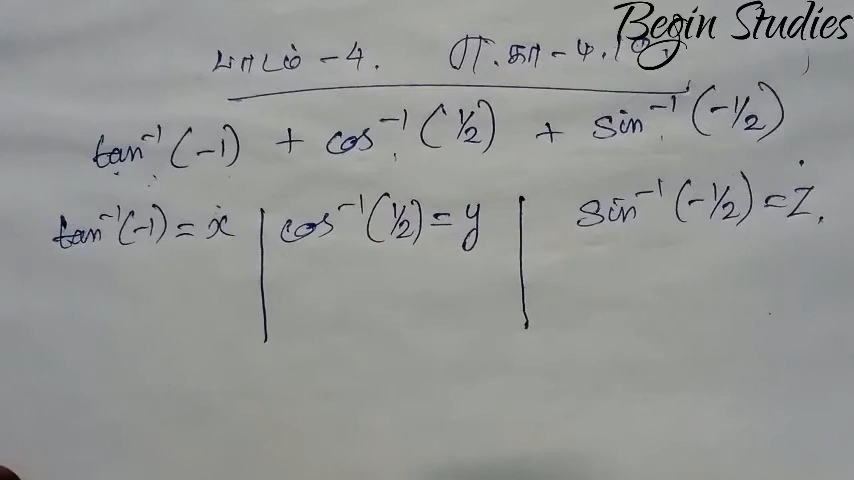 Begin Studies
பாடம் - 4. எ.கா - 4.10,
tan⁻¹(-1) + cos⁻¹(1/2) + sin⁻¹(-1/2)
tan⁻¹(-1) = x | cos⁻¹(1/2) = y | sin⁻¹(-1/2) = z.